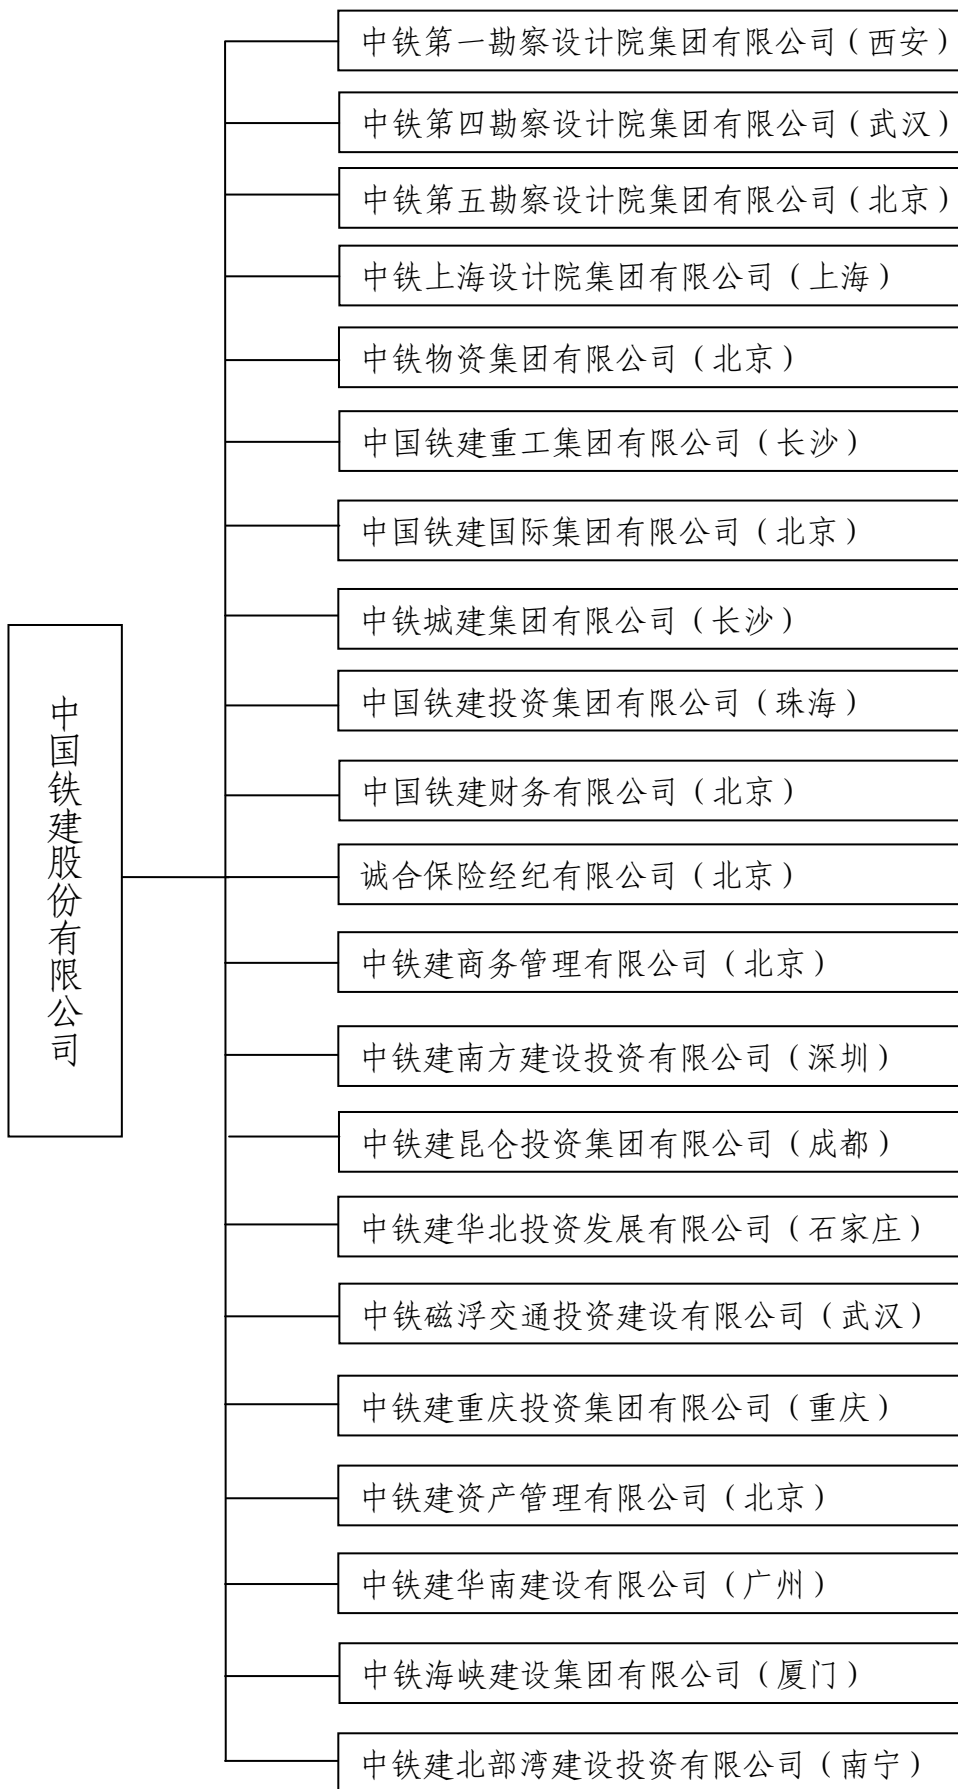 中铁第一勘察设计院集团有限公司（西安）
中铁第四勘察设计院集团有限公司（武汉）
中铁第五勘察设计院集团有限公司（北京）
中铁上海设计院集团有限公司（上海）
中铁物资集团有限公司（北京）
中国铁建重工集团有限公司（长沙）
中国铁建国际集团有限公司（北京）
中铁城建集团有限公司（长沙）
中国铁建投资集团有限公司（珠海）
中国铁建财务有限公司（北京）
中国铁建股份有限公司
诚合保险经纪有限公司（北京）
中铁建商务管理有限公司（北京）
中铁建南方建设投资有限公司（深圳）
中铁建昆仑投资集团有限公司（成都）
中铁建华北投资发展有限公司（石家庄）
中铁磁浮交通投资建设有限公司（武汉）
中铁建重庆投资集团有限公司（重庆）
中铁建资产管理有限公司（北京）
中铁建华南建设有限公司（广州）
中铁海峡建设集团有限公司（厦门）
中铁建北部湾建设投资有限公司（南宁）